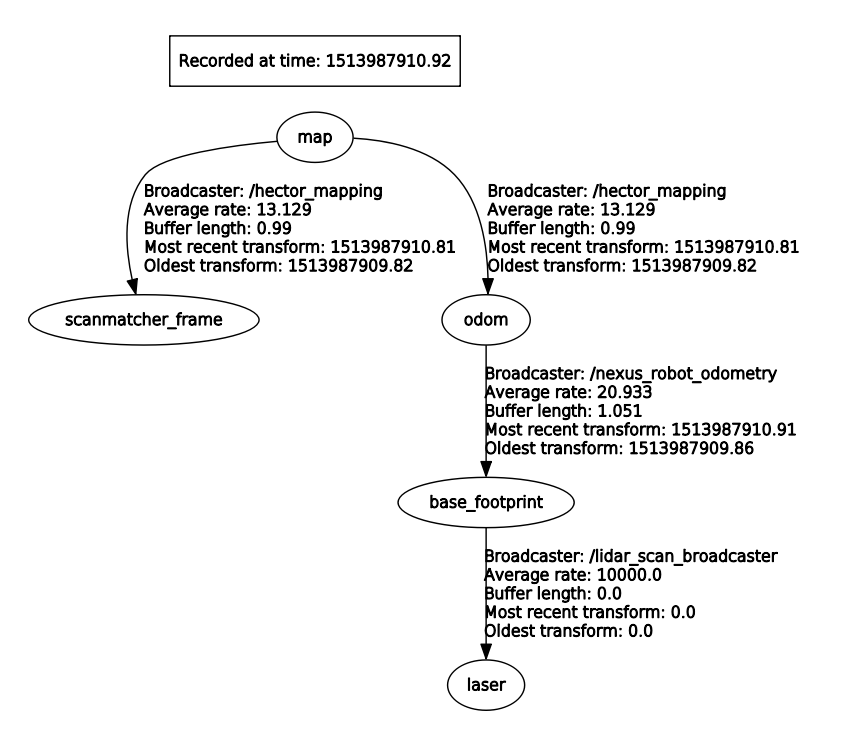 Recorded at time: 1513987910.92
map
Broadcaster: /hector_mapping
Average rate: 13.129
Buffer length: 0.99
Most recent transform: 1513987910.81
Oldest transform: 1513987909.82
Broadcaster: /hector_mapping
Average rate: 13.129
Buffer length: 0.99
Most recent transform: 1513987910.81
Oldest transform: 1513987909.82
scanmatcher_frame
odom
Broadcaster: /nexus_robot_odometry
Average rate: 20.933
Buffer length: 1.051
Most recent transform: 1513987910.91
Oldest transform: 1513987909.86
base_footprint
Broadcaster: /lidar_scan_broadcaster
Average rate: 10000.0
Buffer length: 0.0
Most recent transform: 0.0
Oldest transform: 0.0
laser